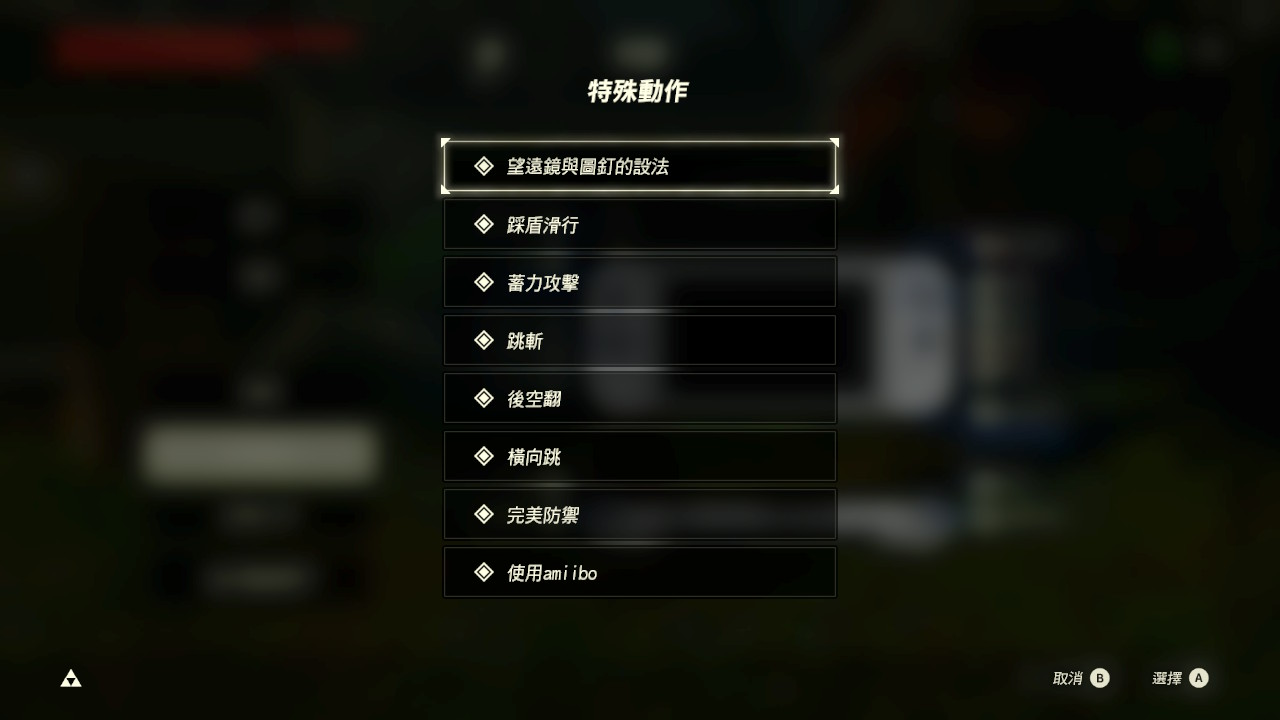 特殊動作
望遠鏡與圖釘的設法
踩盾滑行
蓄力攻擊
跳斬
後空翻
橫向跳
完美防禦
使用amiibo
取消 B 選擇 A